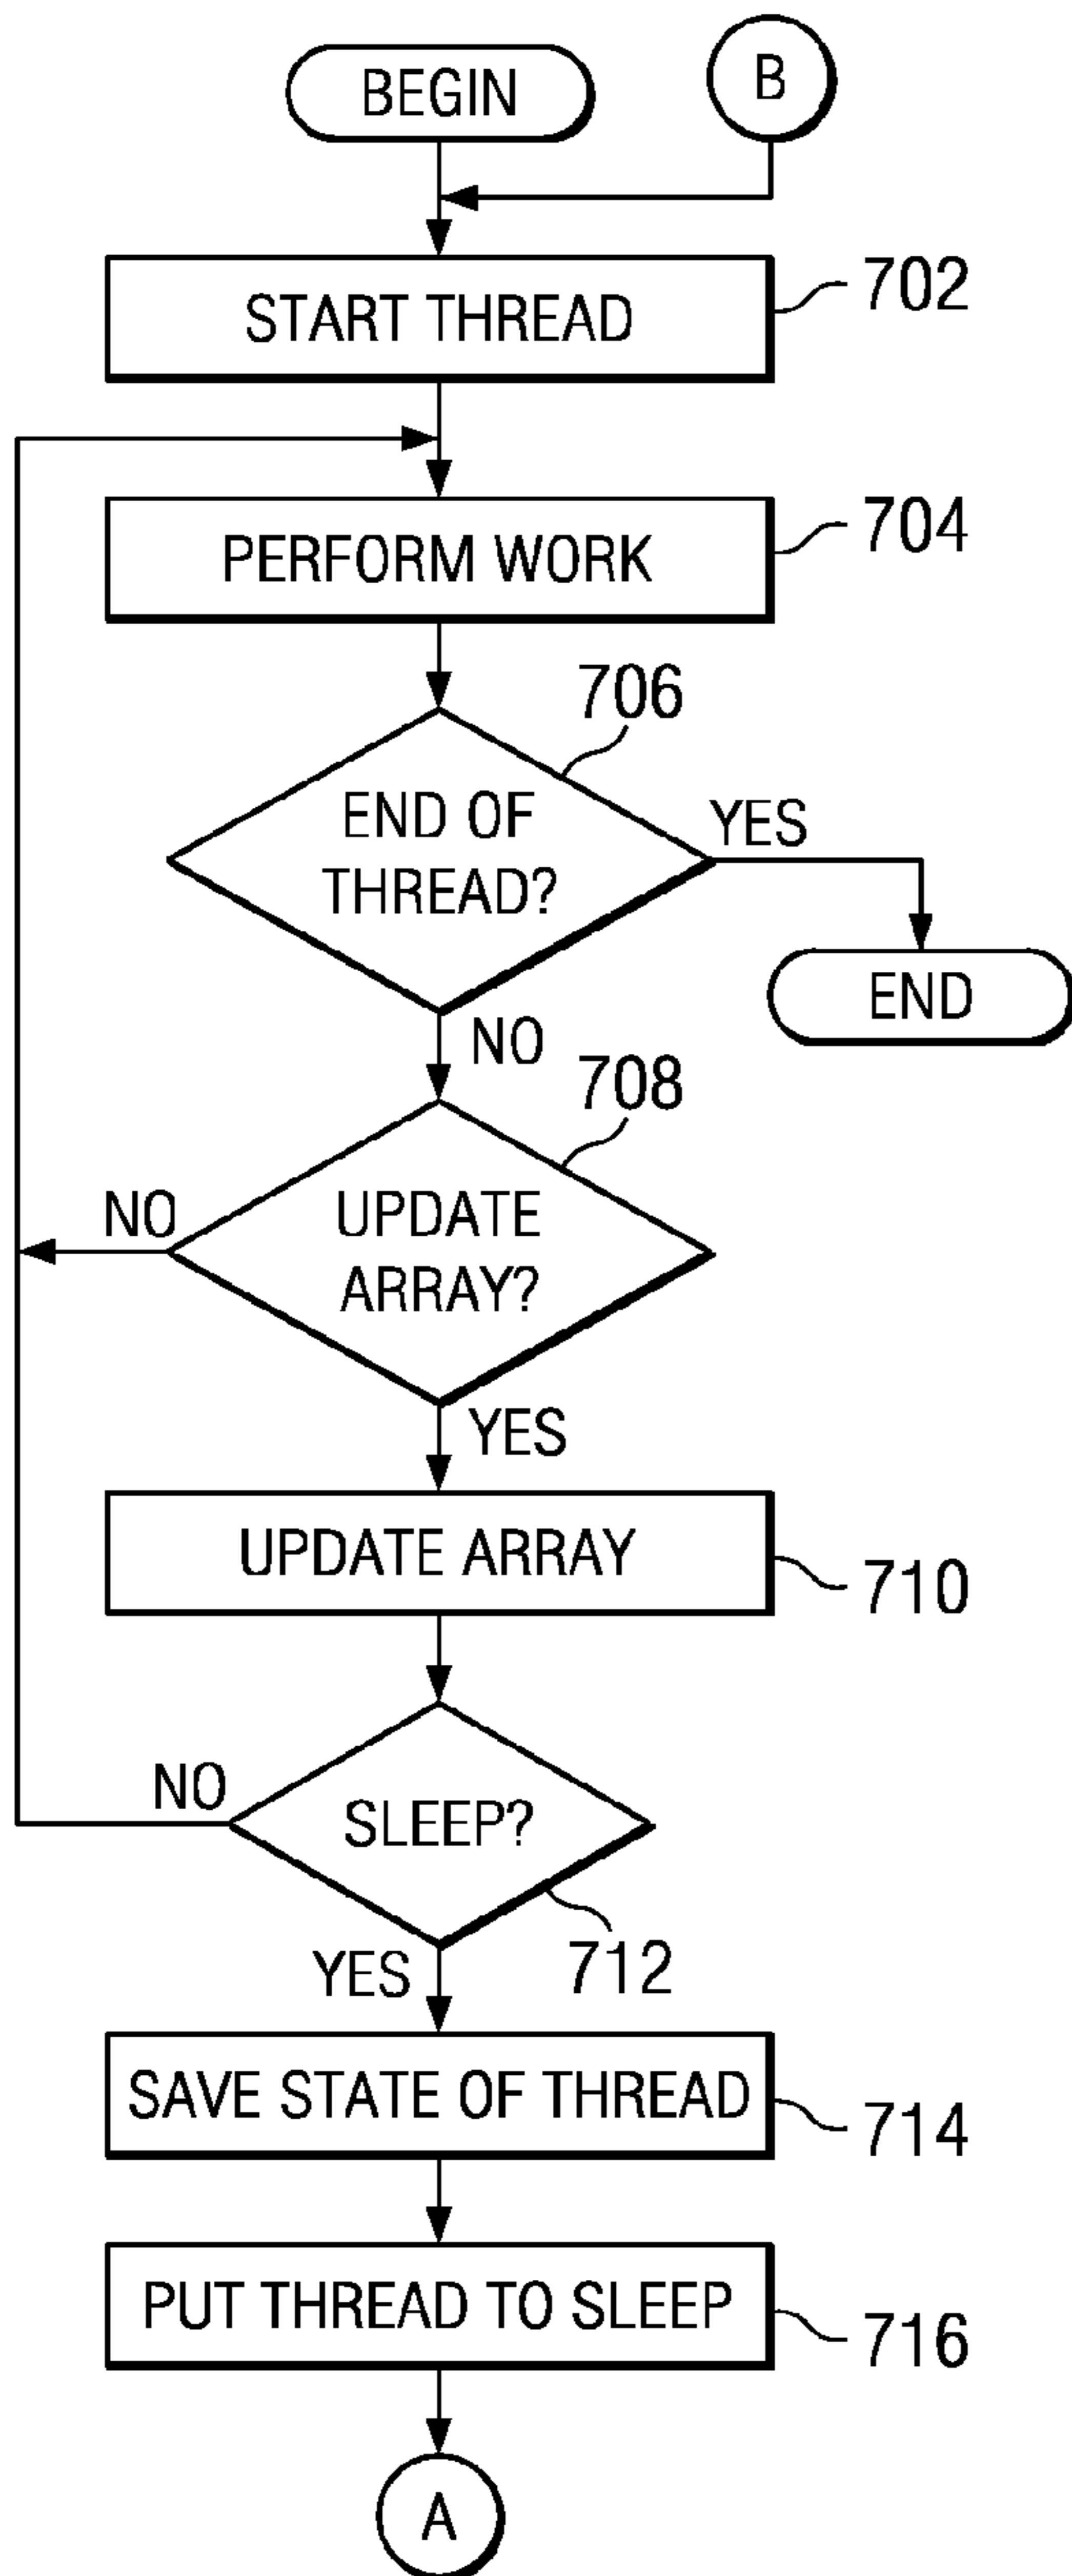 BEGIN
B
START THREAD
702
PERFORM WORK
704
706
END OF
THREAD?
YES
END
NO
708
UPDATE
ARRAY?
NO
YES
UPDATE ARRAY
710
SLEEP?
NO
712
YES
SAVE STATE OF THREAD
714
PUT THREAD TO SLEEP
716
A